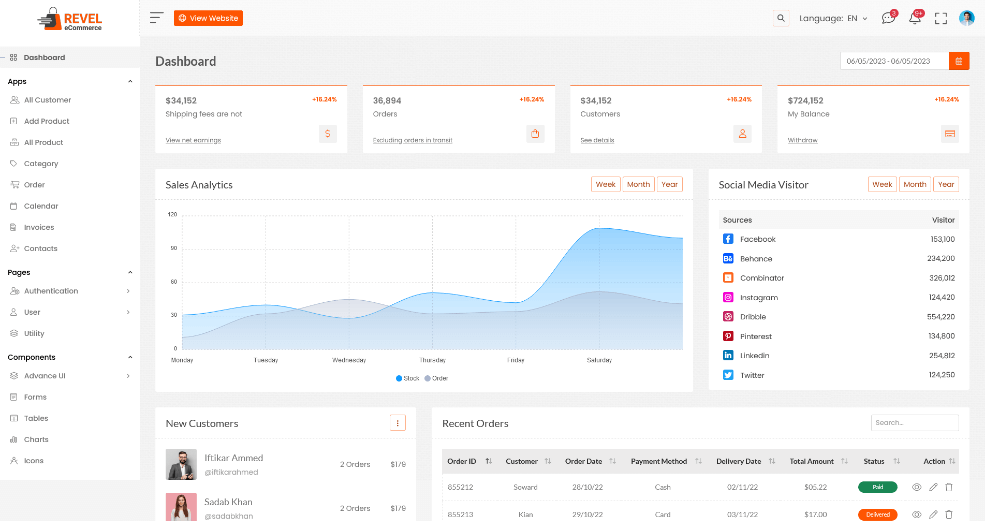 REVEL
eCommerce
View Website
Language: EN
9+
Dashboard
Apps
All Customer
Add Product
All Product
Category
Order
Calendar
Invoices
Contacts
Pages
Authentication
User
Utility
Components
Advance UI
Forms
Tables
Charts
Icons
Dashboard
06/05/2023 - 06/05/2023
$34,152 +16.24%
Shipping fees are not
View net earnings
$
36,894 +16.24%
Orders
Excluding orders in transit
$34,152 +16.24%
Customers
See details
$724,152 +16.24%
My Balance
Withdraw
Sales Analytics
Week Month Year
120
90
60
30
0
Monday Tuesday Wednesday Thursday Friday Saturday
Stock Order
Social Media Visitor
Week Month Year
Sources Visitor
Facebook 153,100
Behance 234,200
Combinator 326,012
Instagram 124,420
Dribble 554,220
Pinterest 134,800
Linkedin 254,812
Twitter 124,250
New Customers
Iftikar Ammed
@iftikarahmed
2 Orders $179
Sadab Khan
@sadabkhan
2 Orders $179
Recent Orders
Search...
Order ID Customer Order Date Payment Method Delivery Date Total Amount Status Action
855212 Soward 28/10/22 Cash 02/11/22 $05.22 Paid
855213 Klan 29/10/22 Card 03/11/22 $17.00 Delivered